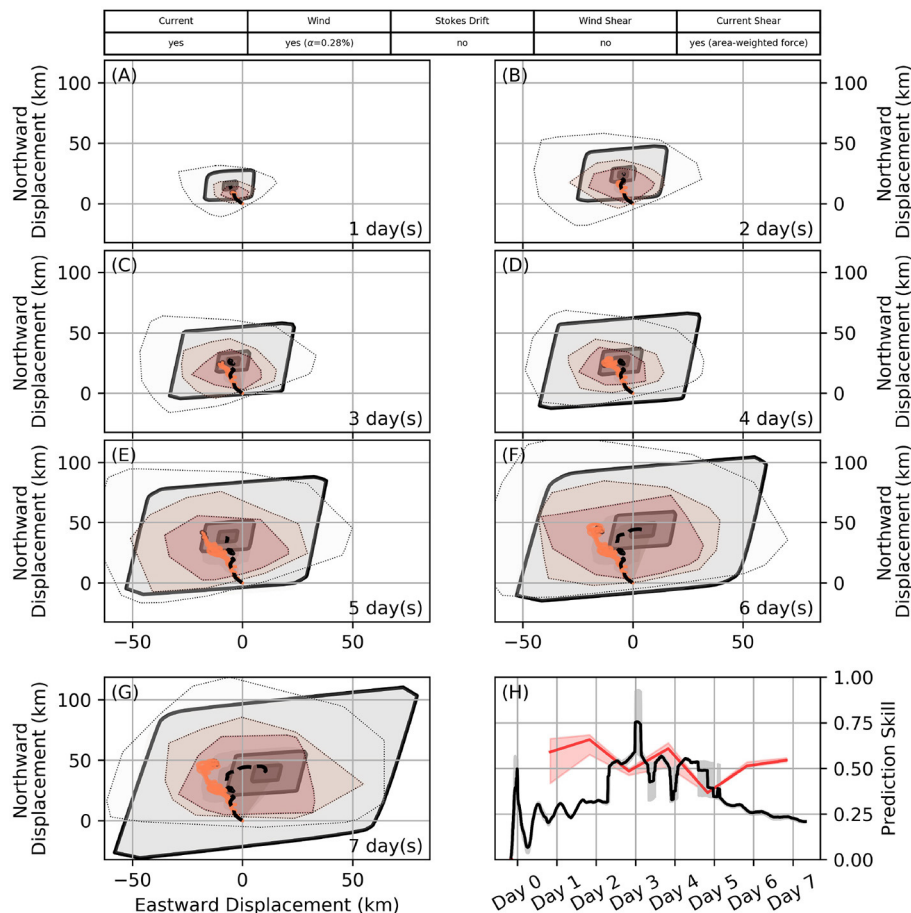 Current Wind Stokes Drift Wind Shear Current Shear
yes yes (α=0.28%) no no yes (area-weighted force)
(A) (B)
100 100
50 50
0 0
Northward Displacement (km)
Northward Displacement (km)
1 day(s) 2 day(s)
(C) (D)
100 100
50 50
0 0
Northward Displacement (km)
Northward Displacement (km)
3 day(s) 4 day(s)
(E) (F)
100 100
50 50
0 0
Northward Displacement (km)
Northward Displacement (km)
5 day(s) 6 day(s)
−50 0 50 −50 0 50
(G) (H)
100
50
0
Northward Displacement (km)
7 day(s)
−50 0 50
Eastward Displacement (km)
1.00
0.75
0.50
0.25
0.00
Prediction Skill
Day 0 Day 1 Day 2 Day 3 Day 4 Day 5 Day 6 Day 7